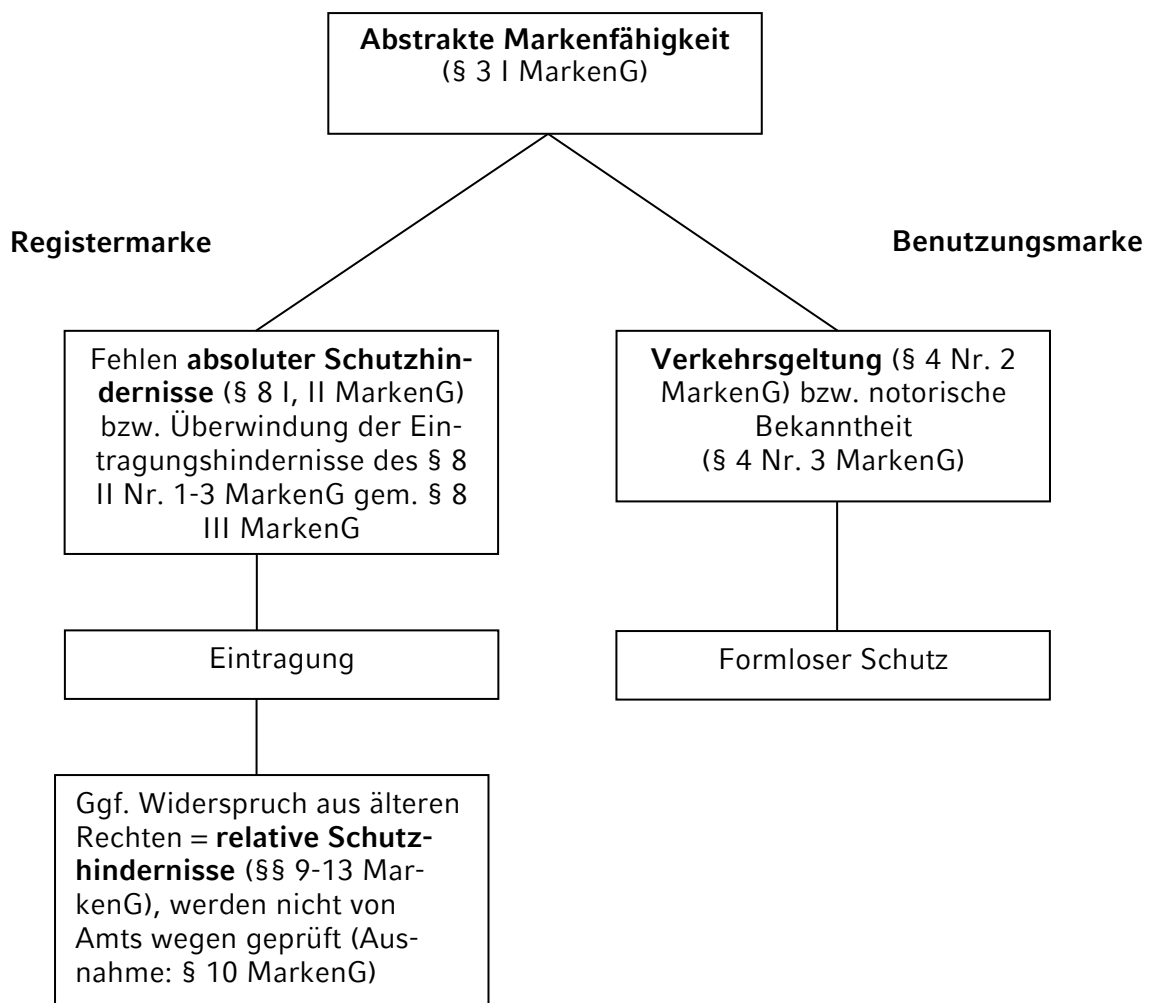 Abstrakte Markenfähigkeit
(§ 3 I MarkenG)
Registermarke
Benutzungsmarke
Fehlen absoluter Schutzhin-
dernisse (§ 8 I, II MarkenG)
bzw. Überwindung der Ein-
tragungshindernisse des § 8
II Nr. 1-3 MarkenG gem. § 8
III MarkenG
Verkehrsgeltung (§ 4 Nr. 2
MarkenG) bzw. notorische
Bekanntheit
(§ 4 Nr. 3 MarkenG)
Eintragung
Formloser Schutz
Ggf. Widerspruch aus älteren
Rechten = relative Schutz-
hindernisse (§§ 9-13 Mar-
kenG), werden nicht von
Amts wegen geprüft (Aus-
nahme: § 10 MarkenG)